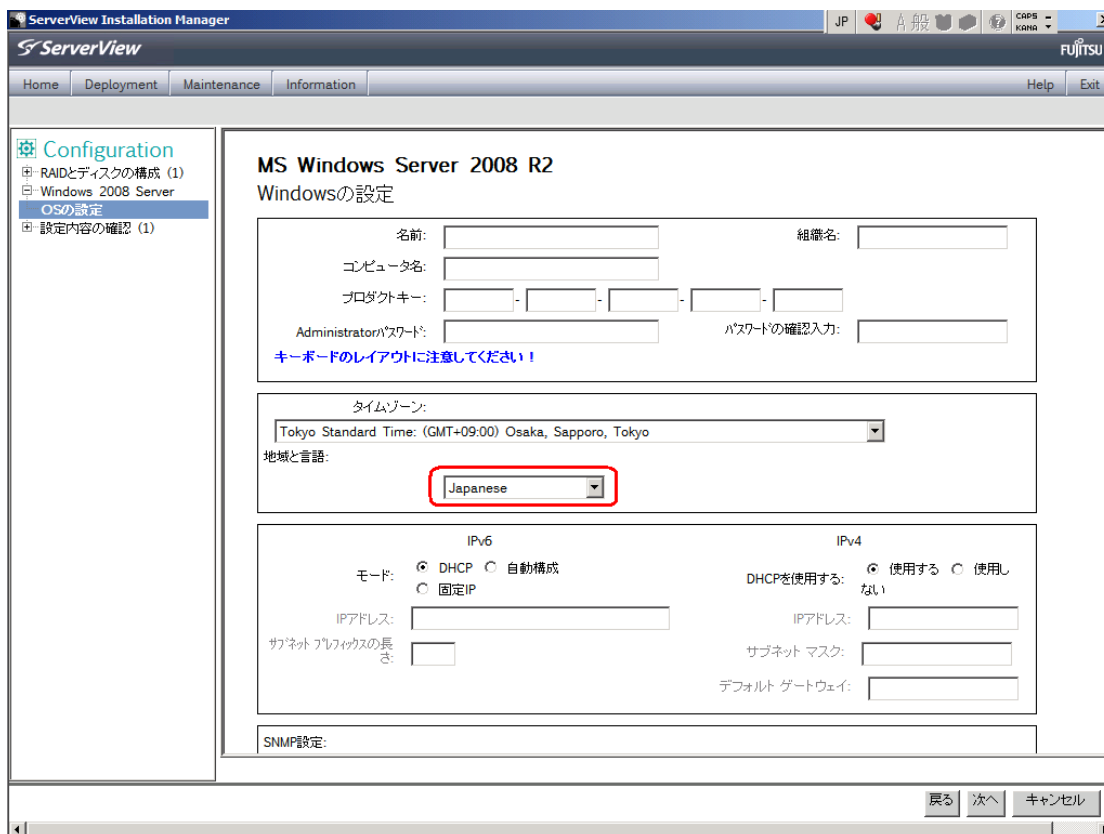 ServerView Installation Manager
JP
A 般
CAPS
KANA
ServerView
FUJITSU
Home Deployment Maintenance Information Help Exit
Configuration
RAIDとディスクの構成 (1)
Windows 2008 Server
OSの設定
設定内容の確認 (1)
MS Windows Server 2008 R2
Windowsの設定
名前: 組織名:
コンピュータ名:
プロダクトキー: - - - -
Administratorパスワード: パスワードの確認入力:
キーボードのレイアウトに注意してください！
タイムゾーン:
Tokyo Standard Time: (GMT+09:00) Osaka, Sapporo, Tokyo
地域と言語:
Japanese
IPv6 IPv4
モード: DHCP 自動構成
固定IP
DHCPを使用する: 使用する 使用し
ない
IPアドレス: IPアドレス:
サブネット プレフィックスの長
さ:
サブネット マスク:
デフォルト ゲートウェイ:
SNMP設定:
戻る 次へ キャンセル